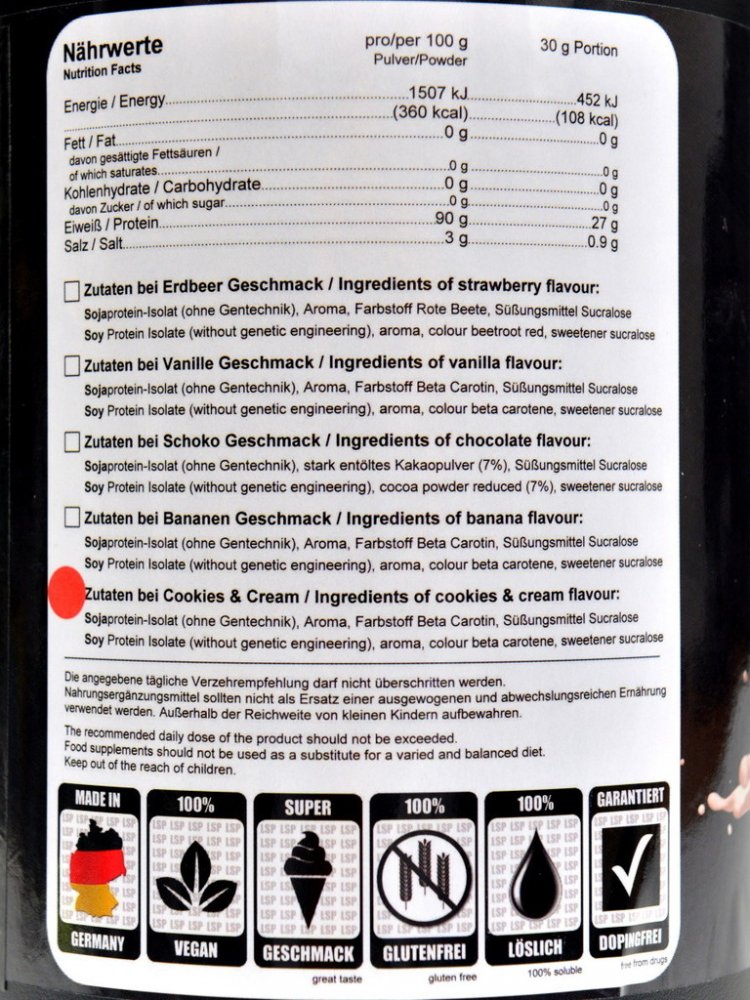 Nährwerte pro/per 100 g 30 g Portion
Nutrition Facts Pulver/Powder
Energie / Energy 1507 kJ 452 kJ
(360 kcal) (108 kcal)
Fett / Fat 0 g 0 g
davon gesättigte Fettsäuren /
of which saturates 0 g 0 g
Kohlenhydrate / Carbohydrate 0 g 0 g
davon Zucker / of which sugar 0 g 0 g
Eiweiß / Protein 90 g 27 g
Salz / Salt 3 g 0.9 g
Zutaten bei Erdbeer Geschmack / Ingredients of strawberry flavour:
Sojaprotein-Isolat (ohne Gentechnik), Aroma, Farbstoff Rote Beete, Süßungsmittel Sucralose
Soy Protein Isolate (without genetic engineering), aroma, colour beetroot red, sweetener sucralose
Zutaten bei Vanille Geschmack / Ingredients of vanilla flavour:
Sojaprotein-Isolat (ohne Gentechnik), Aroma, Farbstoff Beta Carotin, Süßungsmittel Sucralose
Soy Protein Isolate (without genetic engineering), aroma, colour beta carotene, sweetener sucralose
Zutaten bei Schoko Geschmack / Ingredients of chocolate flavour:
Sojaprotein-Isolat (ohne Gentechnik), stark entöltes Kakaopulver (7%), Süßungsmittel Sucralose
Soy Protein Isolate (without genetic engineering), cocoa powder reduced (7%), sweetener sucralose
Zutaten bei Bananen Geschmack / Ingredients of banana flavour:
Sojaprotein-Isolat (ohne Gentechnik), Aroma, Farbstoff Beta Carotin, Süßungsmittel Sucralose
Soy Protein Isolate (without genetic engineering), aroma, colour beta carotene, sweetener sucralose
Zutaten bei Cookies & Cream / Ingredients of cookies & cream flavour:
Sojaprotein-Isolat (ohne Gentechnik), Aroma, Farbstoff Beta Carotin, Süßungsmittel Sucralose
Soy Protein Isolate (without genetic engineering), aroma, colour beta carotene, sweetener sucralose
Die angegebene tägliche Verzehrempfehlung darf nicht überschritten werden.
Nahrungsergänzungsmittel sollten nicht als Ersatz einer ausgewogenen und abwechslungsreichen Ernährung
verwendet werden. Außerhalb der Reichweite von kleinen Kindern aufbewahren.
The recommended daily dose of the product should not be exceeded.
Food supplements should not be used as a substitute for a varied and balanced diet.
Keep out of the reach of children.
MADE IN 100% SUPER 100% 100% GARANTIERT
GERMANY VEGAN GESCHMACK GLUTENFREI LÖSLICH DOPINGFREI
great taste gluten free 100% soluble free from drugs